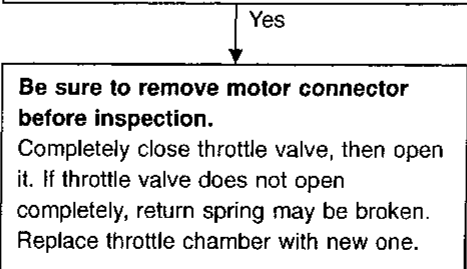 Yes
Be sure to remove motor connector
before inspection.
Completely close throttle valve, then open
it. If throttle valve does not open
completely, return spring may be broken.
Replace throttle chamber with new one.